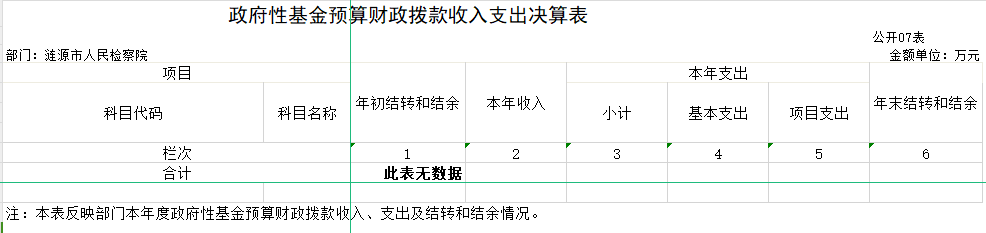 政府性基金预算财政拨款收入支出决算表
公开07表
部门：涟源市人民检察院 金额单位：万元
项目 年初结转和结余 本年收入 本年支出 年末结转和结余
科目代码 科目名称 小计 基本支出 项目支出
栏次 1 2 3 4 5 6
合计 此表无数据
注：本表反映部门本年度政府性基金预算财政拨款收入、支出及结转和结余情况。